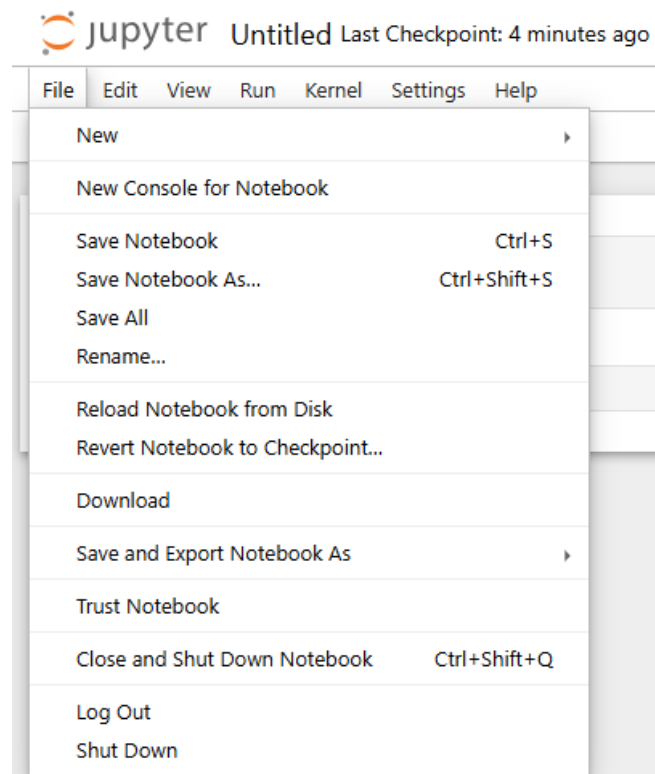 jupyter Untitled Last Checkpoint: 4 minutes ago
File Edit View Run Kernel Settings Help
New
New Console for Notebook
Save Notebook Ctrl+S
Save Notebook As... Ctrl+Shift+S
Save All
Rename...
Reload Notebook from Disk
Revert Notebook to Checkpoint...
Download
Save and Export Notebook As
Trust Notebook
Close and Shut Down Notebook Ctrl+Shift+Q
Log Out
Shut Down